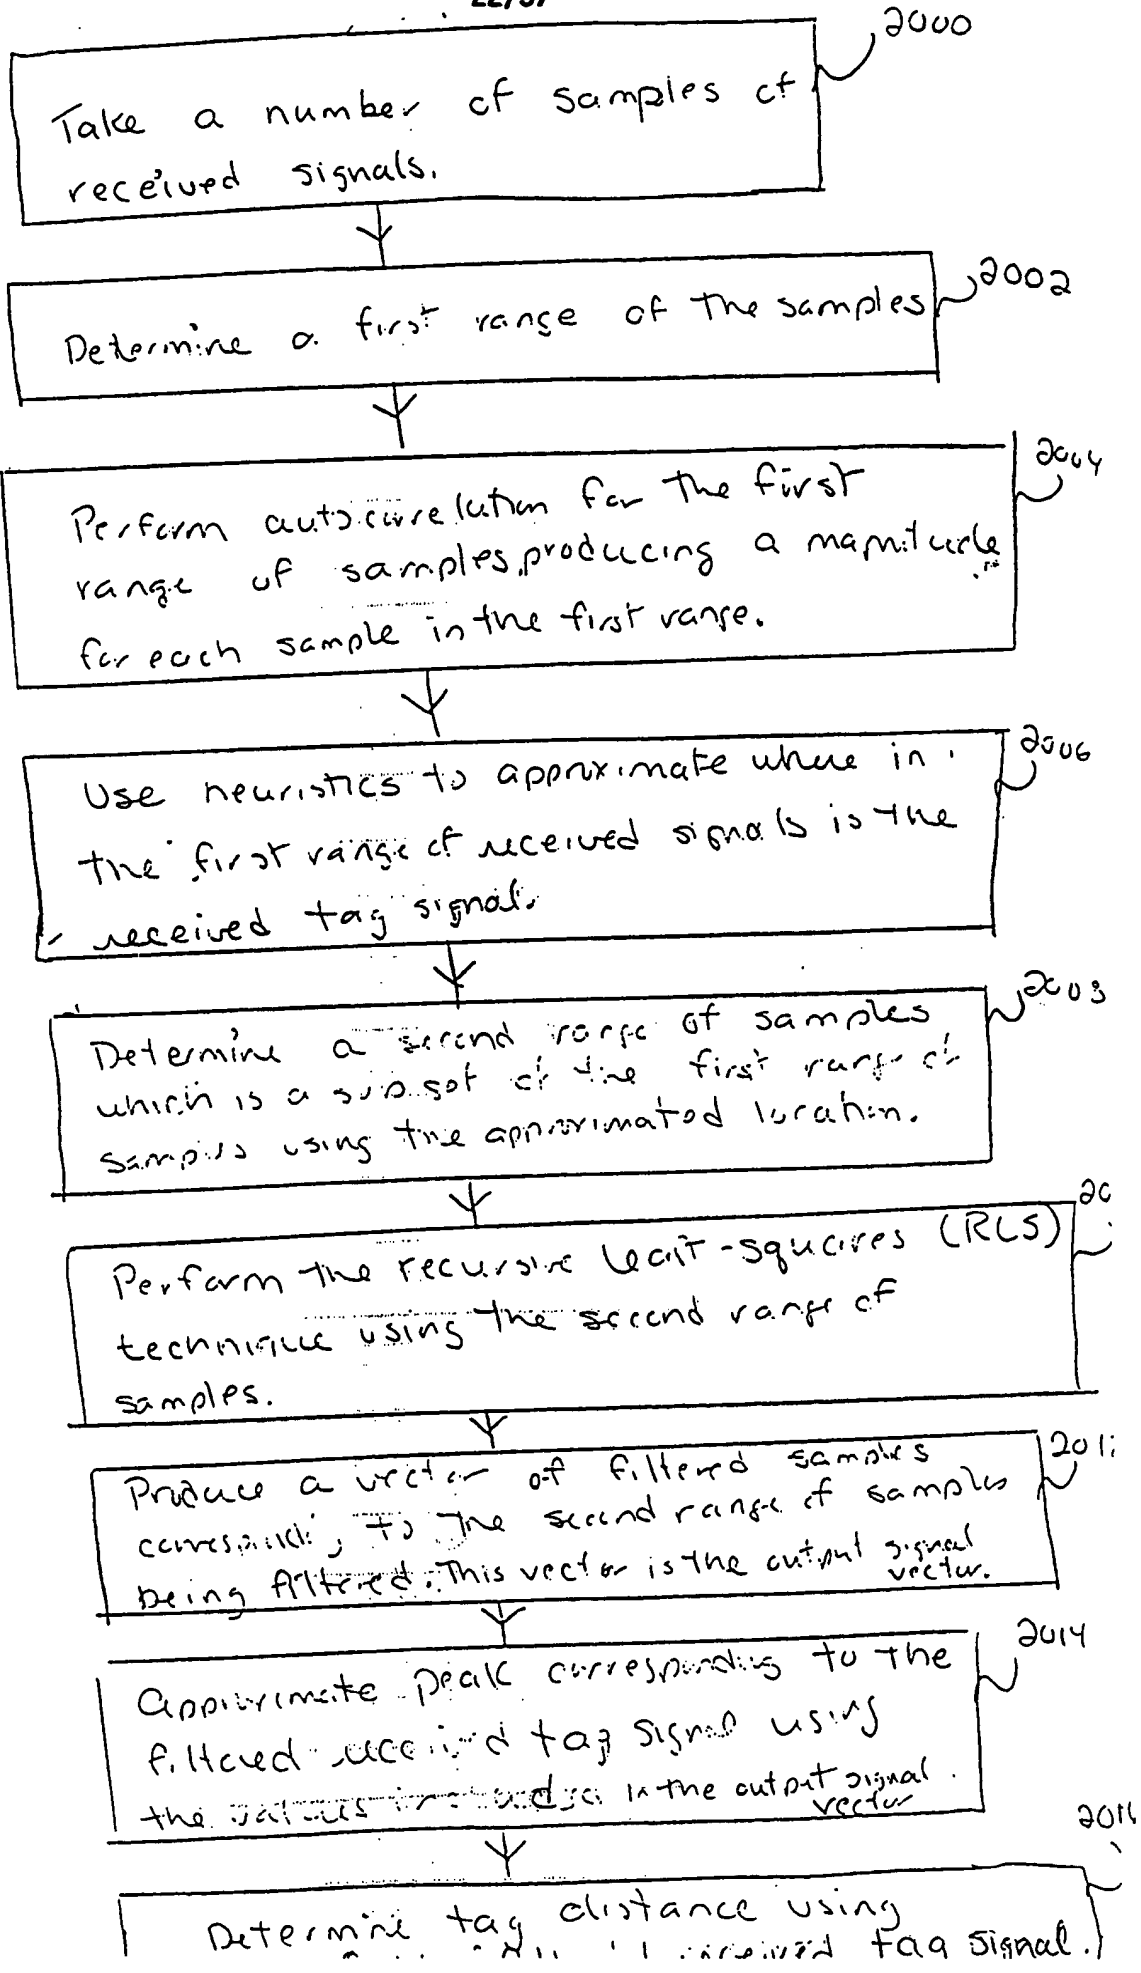 2000
Take a number of samples of
received signals.
2002
Determine a first range of the samples
2004
Perform autocorrelation for the first
range of samples, producing a magnitude
for each sample in the first range.
2006
Use heuristics to approximate where in
the first range of received signals is the
received tag signal.
2008
Determine a second range of samples
which is a subset of the first range of
samples using the approximated location.
Perform the recursive least-squares (RLS)
technique using the second range of
samples.
Produce a vector of filtered samples
corresponding to the second range of samples
being filtered. This vector is the output signal
vector.
2014
Approximate peak corresponding to the
filtered received tag signal using
the values in the output signal
vector
Determine tag distance using
received tag signal.